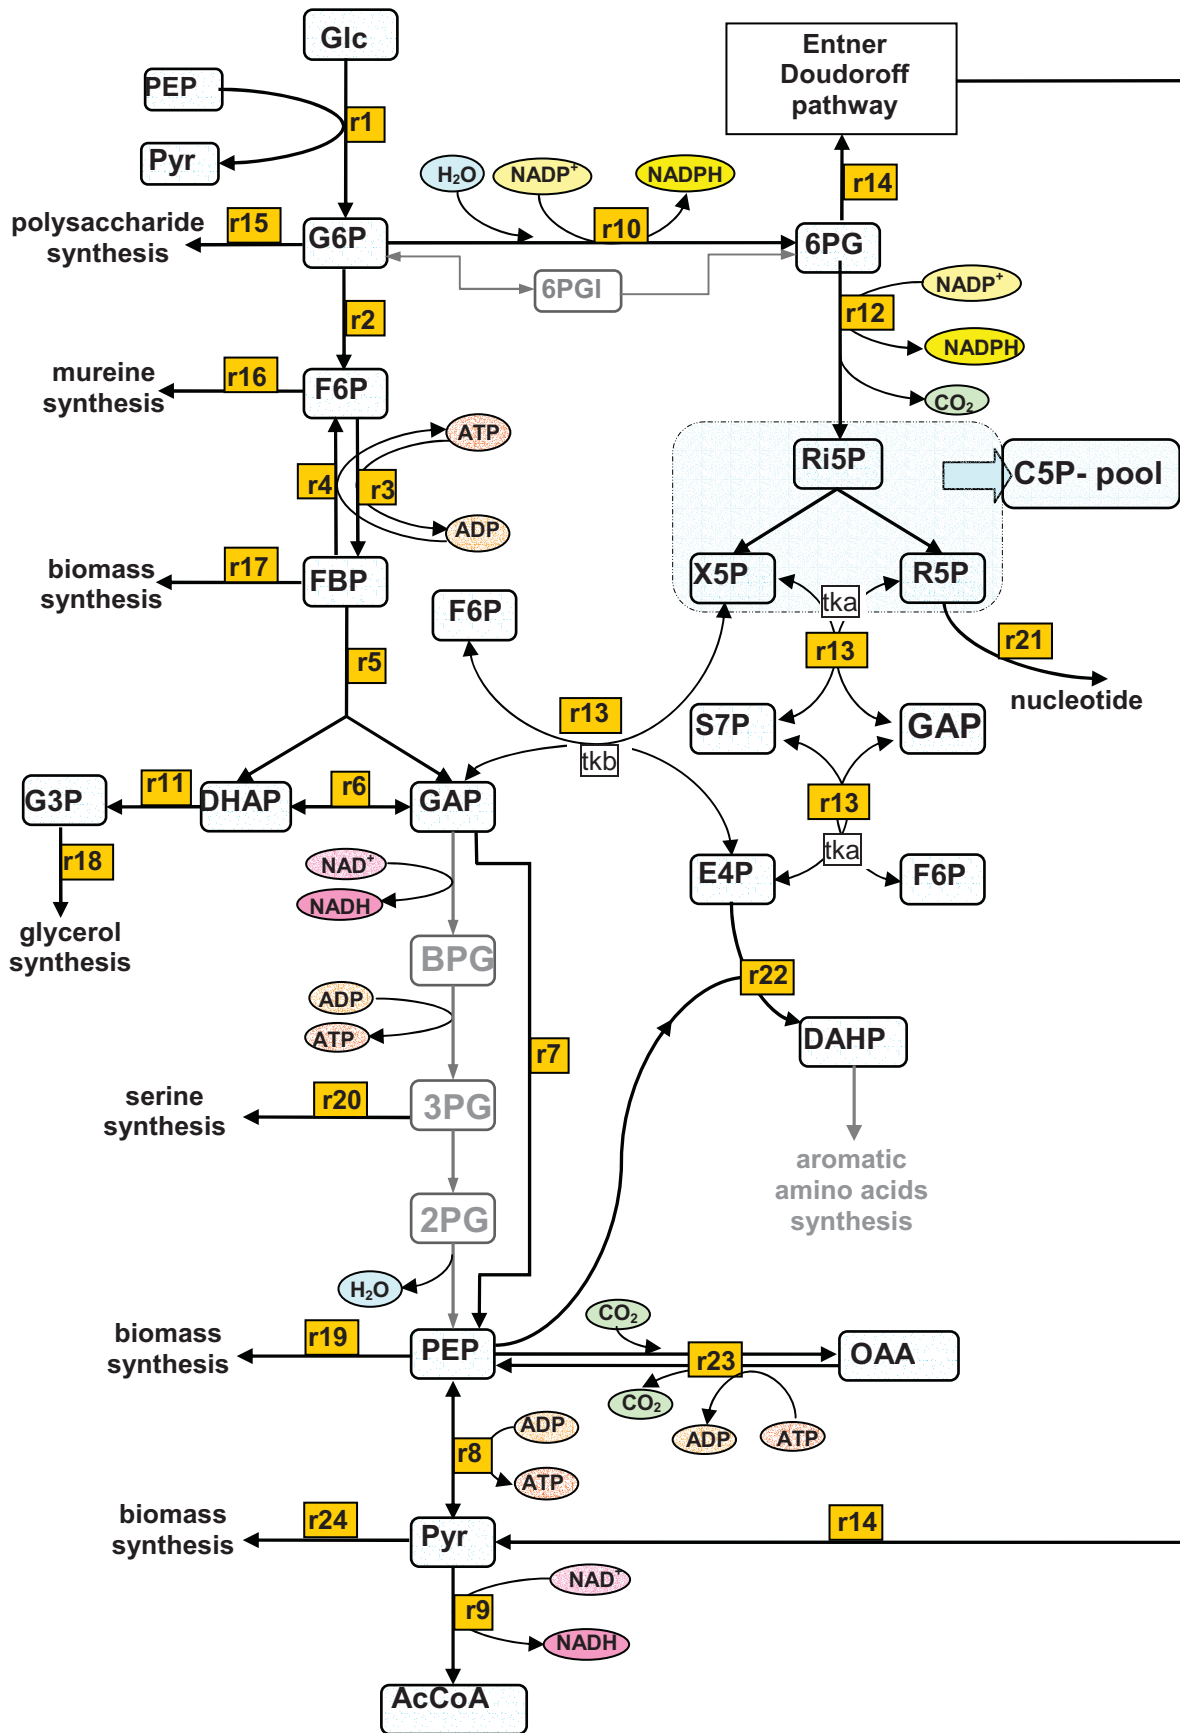 Glc
Entner
Doudoroff
pathway
PEP
r1
Pyr
H₂O
NADP⁺
NADPH
r14
polysaccharide
synthesis
r15
G6P
r10
6PG
6PGl
NADP⁺
r12
NADPH
CO₂
r2
mureine
synthesis
r16
F6P
ATP
r4
r3
ADP
Ri5P
C5P- pool
biomass
synthesis
r17
FBP
X5P
R5P
tka
F6P
r13
r21
nucleotide
r5
r13
tkb
S7P
GAP
G3P
r11
DHAP
r6
GAP
r13
tka
r18
NAD⁺
NADH
E4P
F6P
glycerol
synthesis
BPG
r22
ADP
ATP
DAHP
r7
serine
synthesis
r20
3PG
aromatic
amino acids
synthesis
2PG
H₂O
biomass
synthesis
r19
PEP
CO₂
r23
OAA
CO₂
ADP
ATP
r8
ADP
ATP
biomass
synthesis
r24
Pyr
r14
r9
NAD⁺
NADH
AcCoA